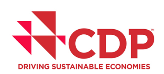 CDP
DRIVING SUSTAINABLE ECONOMIES